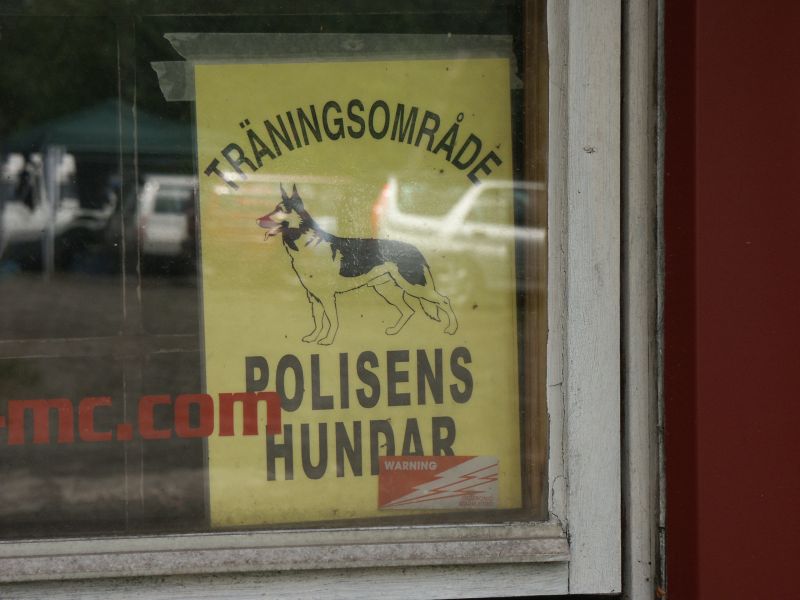 TRÄNINGSOMRÅDE
POLISENS
-mc.com
HUNDAR
WARNING